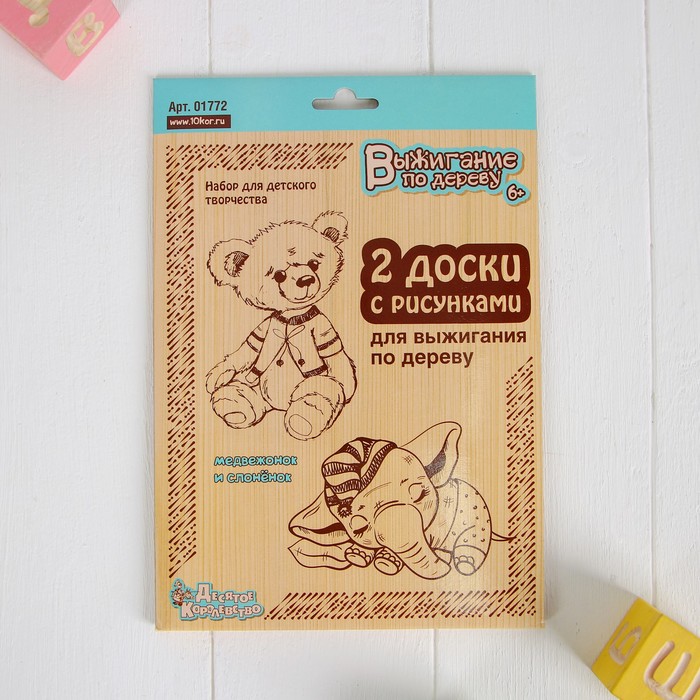 Арт. 01772
www.10kor.ru
Выжигание
по дереву
6+
Набор для детского
творчества
2 доски
с рисунками
для выжигания
по дереву
медвежонок
и слонёнок
Десятое
Королевство